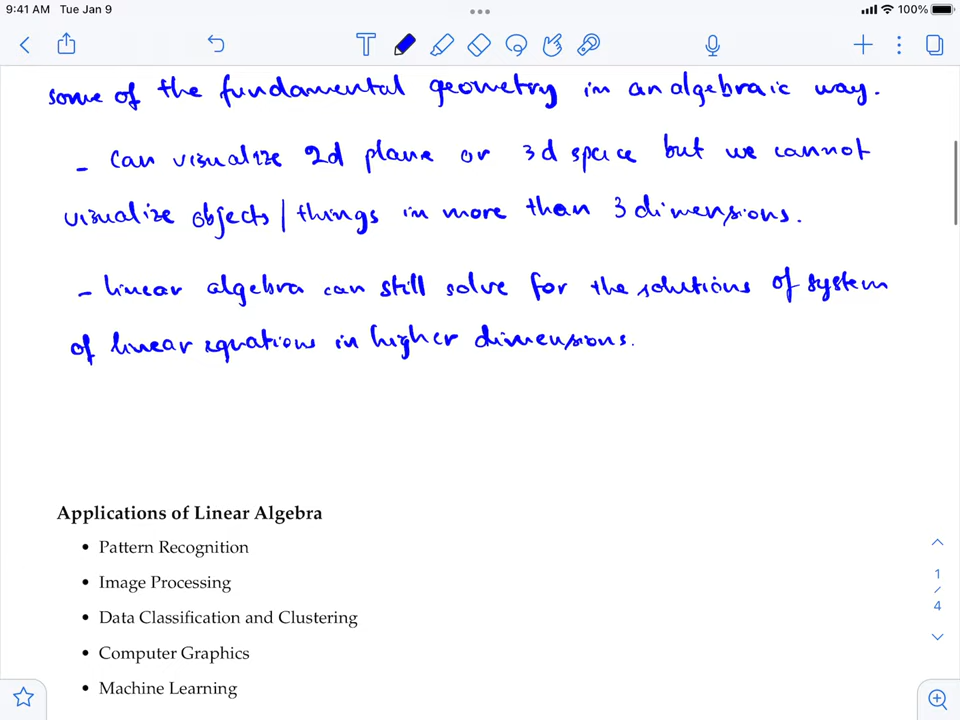 9:41 AM Tue Jan 9
100%
T
some of the fundamental geometry in an algebraic way.
- can visualize 2d plane or 3d space but we cannot
visualize objects/things in more than 3 dimensions.
- linear algebra can still solve for the solutions of system
of linear equations in higher dimensions.
Applications of Linear Algebra
• Pattern Recognition
• Image Processing
• Data Classification and Clustering
• Computer Graphics
• Machine Learning
1
/
4